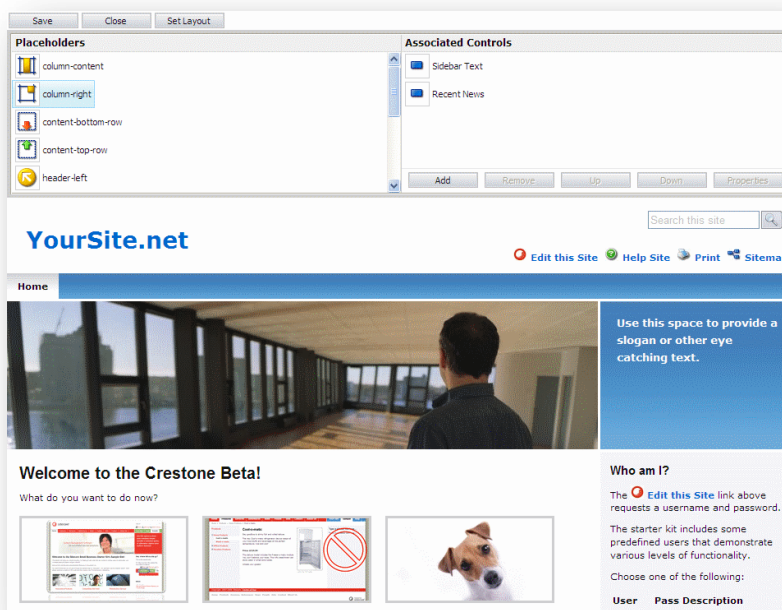 Save Close Set Layout
Placeholders
column-content
column-right
content-bottom-row
content-top-row
header-left
Associated Controls
Sidebar Text
Recent News
Add Remove Up Down Properties
Search this site
YourSite.net
Edit this Site Help Site Print Sitema
Home
Use this space to provide a
slogan or other eye
catching text.
Welcome to the Crestone Beta!
What do you want to do now?
Who am I?
The Edit this Site link above
requests a username and password.
The starter kit includes some
predefined users that demonstrate
various levels of functionality.
Choose one of the following:
User Pass Description